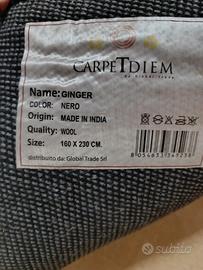 CARPETDIEM
by Global Trade
Name: GINGER
COLOR: NERO
Origin: MADE IN INDIA
Quality: WOOL
Size: 160 X 230 CM.
distribuito da: Global Trade Srl
subito